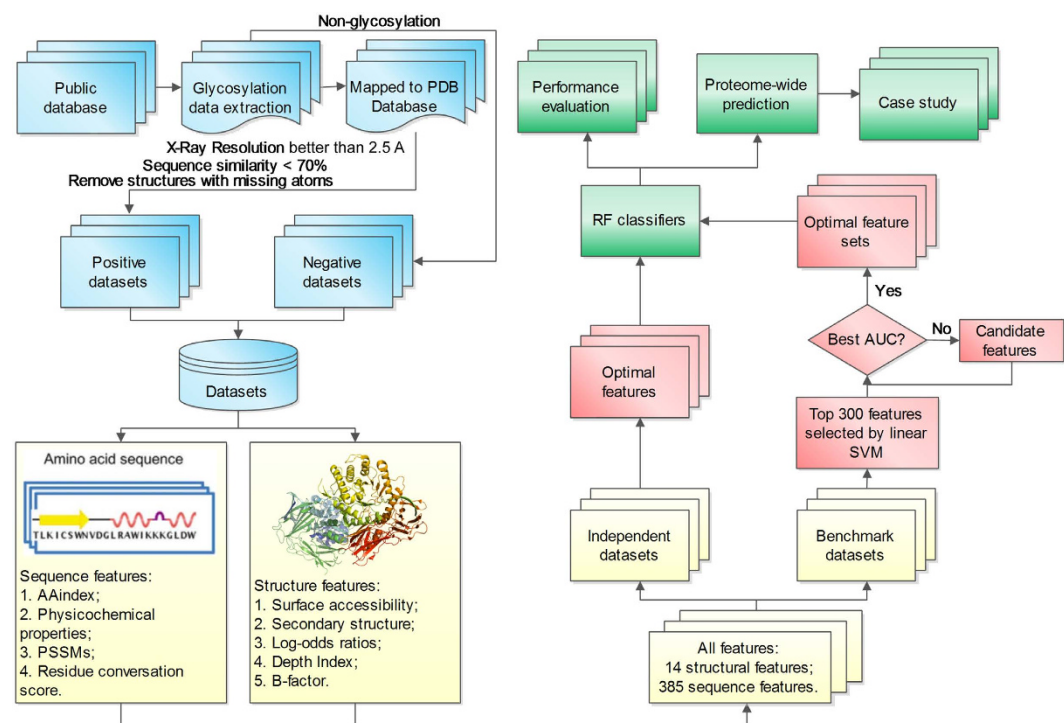 Non-glycosylation
Public
database
Glycosylation
data extraction
Mapped to PDB
Database
X-Ray Resolution better than 2.5 A
Sequence similarity < 70%
Remove structures with missing atoms
Positive
datasets
Negative
datasets
Datasets
Amino acid sequence
TLKICSWNVDGLRAWIKKKGLDW
Sequence features:
1. AAindex;
2. Physicochemical
properties;
3. PSSMs;
4. Residue conversation
score.
Structure features:
1. Surface accessibility;
2. Secondary structure;
3. Log-odds ratios;
4. Depth Index;
5. B-factor.
Performance
evaluation
Proteome-wide
prediction
Case study
RF classifiers
Optimal feature
sets
Yes
Best AUC?
No
Candidate
features
Optimal
features
Top 300 features
selected by linear
SVM
Independent
datasets
Benchmark
datasets
All features:
14 structural features;
385 sequence features.